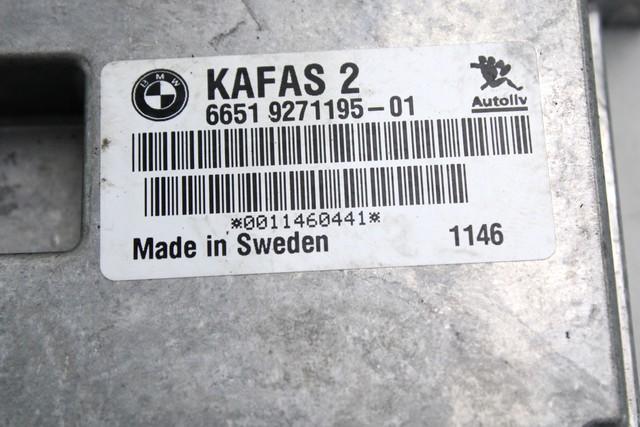 BMW
KAFAS 2
Autoliv
6651 9271195-01
*0011460441*
Made in Sweden 1146